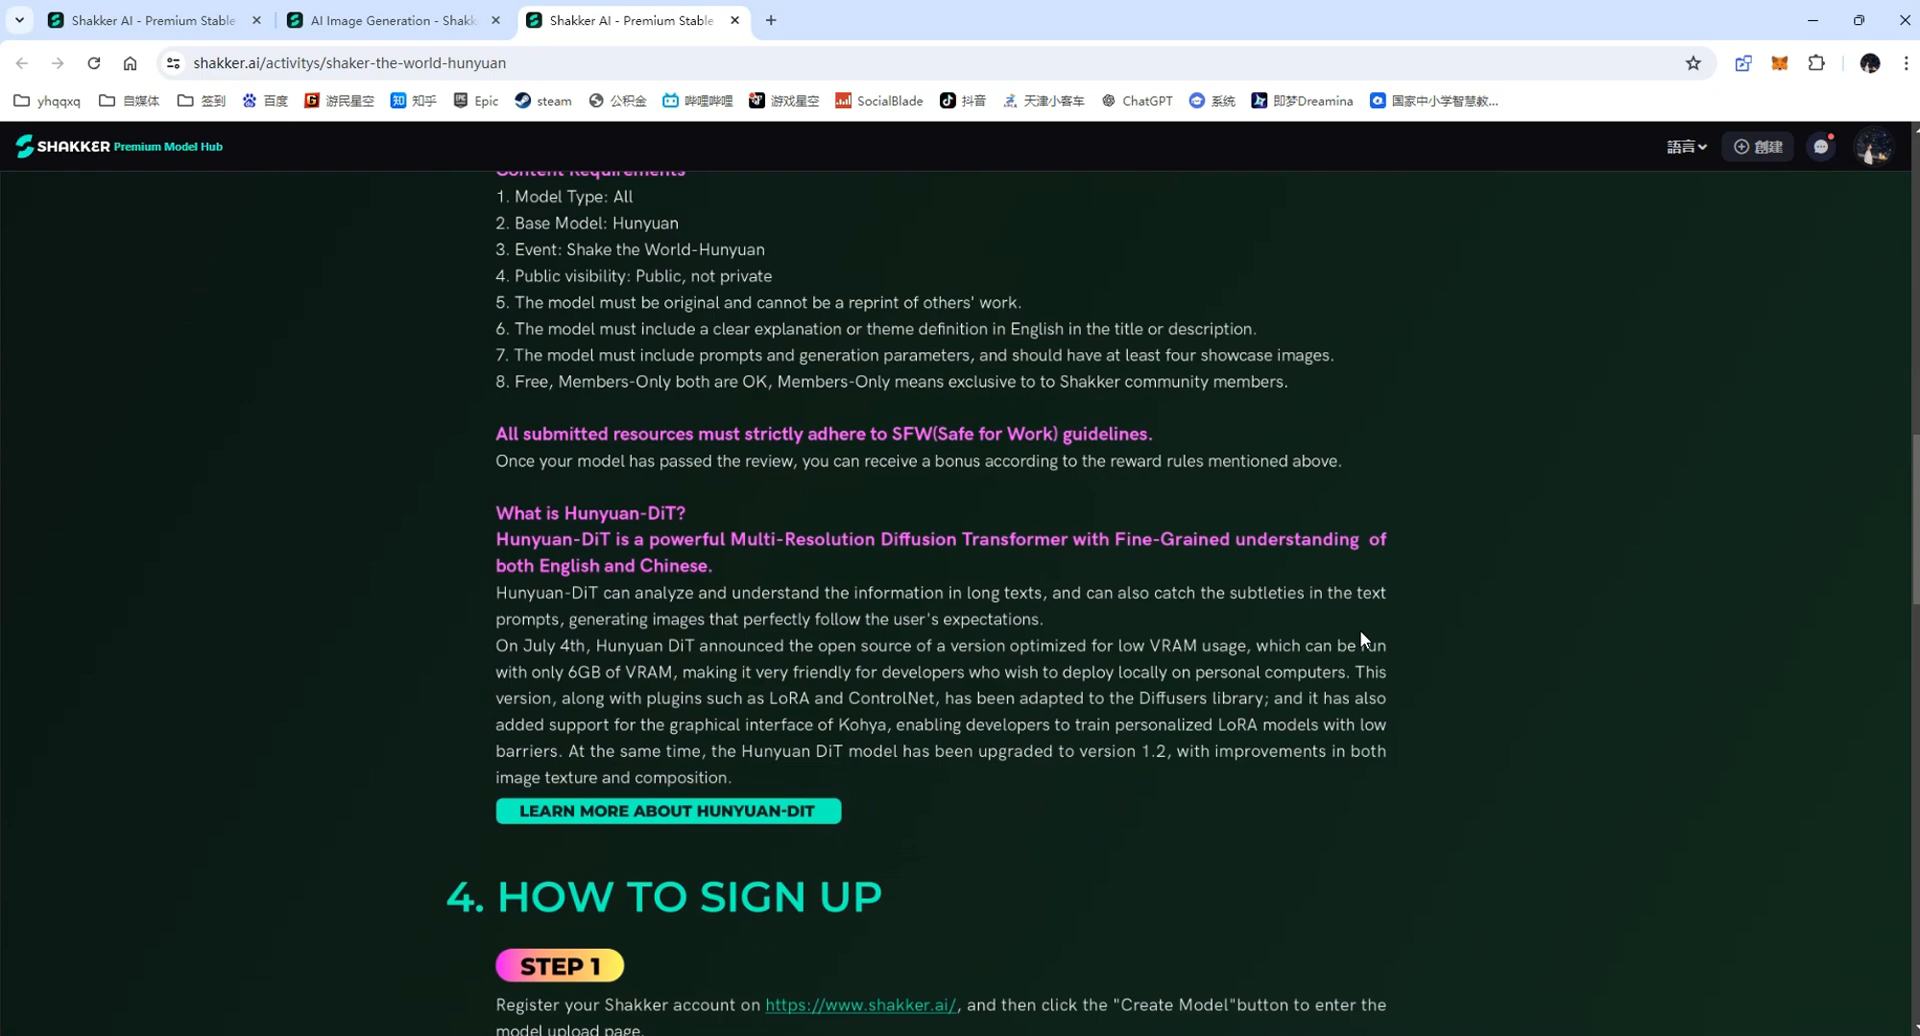 Shakker AI - Premium Stable
AI Image Generation - Shakk
Shakker AI - Premium Stable
shakker.ai/activitys/shaker-the-world-hunyuan
yhqqxq
自媒体
签到
百度
游民星空
知 知乎
Epic
steam
公积金
哔哩哔哩
游戏星空
SocialBlade
抖音
天津小客车
ChatGPT
系统
即梦Dreamina
国家中小学智慧教...
SHAKKER Premium Model Hub
語言
創建
Content Requirements
1. Model Type: All
2. Base Model: Hunyuan
3. Event: Shake the World-Hunyuan
4. Public visibility: Public, not private
5. The model must be original and cannot be a reprint of others' work.
6. The model must include a clear explanation or theme definition in English in the title or description.
7. The model must include prompts and generation parameters, and should have at least four showcase images.
8. Free, Members-Only both are OK, Members-Only means exclusive to to Shakker community members.
All submitted resources must strictly adhere to SFW(Safe for Work) guidelines.
Once your model has passed the review, you can receive a bonus according to the reward rules mentioned above.
What is Hunyuan-DiT?
Hunyuan-DiT is a powerful Multi-Resolution Diffusion Transformer with Fine-Grained understanding of
both English and Chinese.
Hunyuan-DiT can analyze and understand the information in long texts, and can also catch the subtleties in the text
prompts, generating images that perfectly follow the user's expectations.
On July 4th, Hunyuan DiT announced the open source of a version optimized for low VRAM usage, which can be run
with only 6GB of VRAM, making it very friendly for developers who wish to deploy locally on personal computers. This
version, along with plugins such as LoRA and ControlNet, has been adapted to the Diffusers library; and it has also
added support for the graphical interface of Kohya, enabling developers to train personalized LoRA models with low
barriers. At the same time, the Hunyuan DiT model has been upgraded to version 1.2, with improvements in both
image texture and composition.
LEARN MORE ABOUT HUNYUAN-DIT
4. HOW TO SIGN UP
STEP 1
Register your Shakker account on https://www.shakker.ai/, and then click the "Create Model"button to enter the
model upload page.